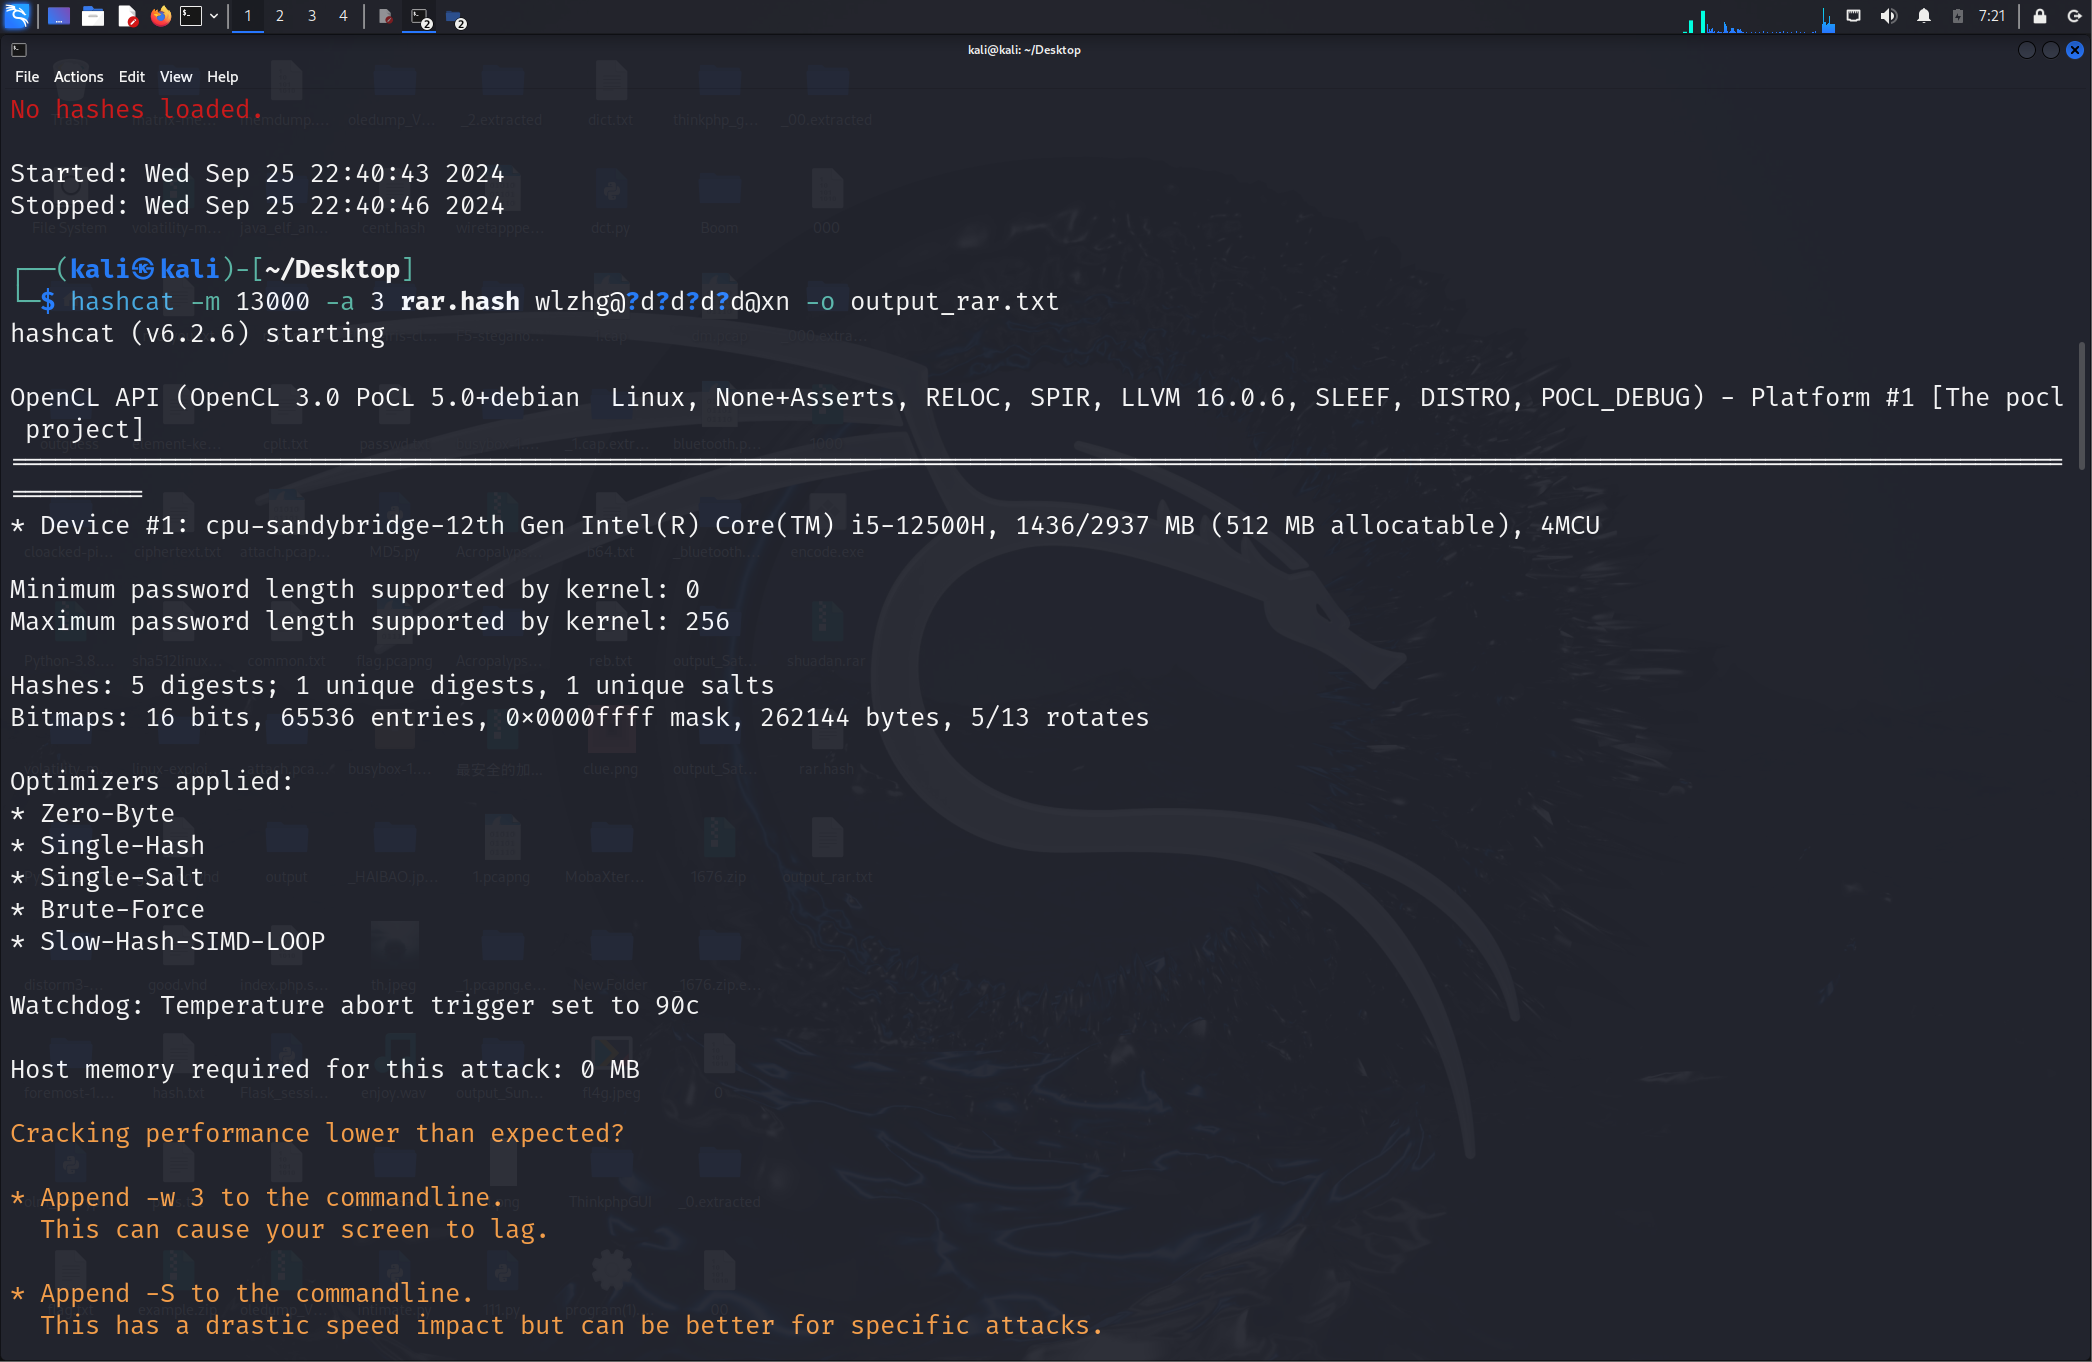 1 2 3 4
2 2
7:21
kali@kali: ~/Desktop
File Actions Edit View Help
No hashes loaded.
Started: Wed Sep 25 22:40:43 2024
Stopped: Wed Sep 25 22:40:46 2024
┌──(kali㉿kali)-[~/Desktop]
└─$ hashcat -m 13000 -a 3 rar.hash wlzhg@?d?d?d?d@xn -o output_rar.txt
hashcat (v6.2.6) starting
OpenCL API (OpenCL 3.0 PoCL 5.0+debian  Linux, None+Asserts, RELOC, SPIR, LLVM 16.0.6, SLEEF, DISTRO, POCL_DEBUG) - Platform #1 [The pocl
project]
* Device #1: cpu-sandybridge-12th Gen Intel(R) Core(TM) i5-12500H, 1436/2937 MB (512 MB allocatable), 4MCU
Minimum password length supported by kernel: 0
Maximum password length supported by kernel: 256
Hashes: 5 digests; 1 unique digests, 1 unique salts
Bitmaps: 16 bits, 65536 entries, 0×0000ffff mask, 262144 bytes, 5/13 rotates
Optimizers applied:
* Zero-Byte
* Single-Hash
* Single-Salt
* Brute-Force
* Slow-Hash-SIMD-LOOP
Watchdog: Temperature abort trigger set to 90c
Host memory required for this attack: 0 MB
Cracking performance lower than expected?
* Append -w 3 to the commandline.
This can cause your screen to lag.
* Append -S to the commandline.
This has a drastic speed impact but can be better for specific attacks.